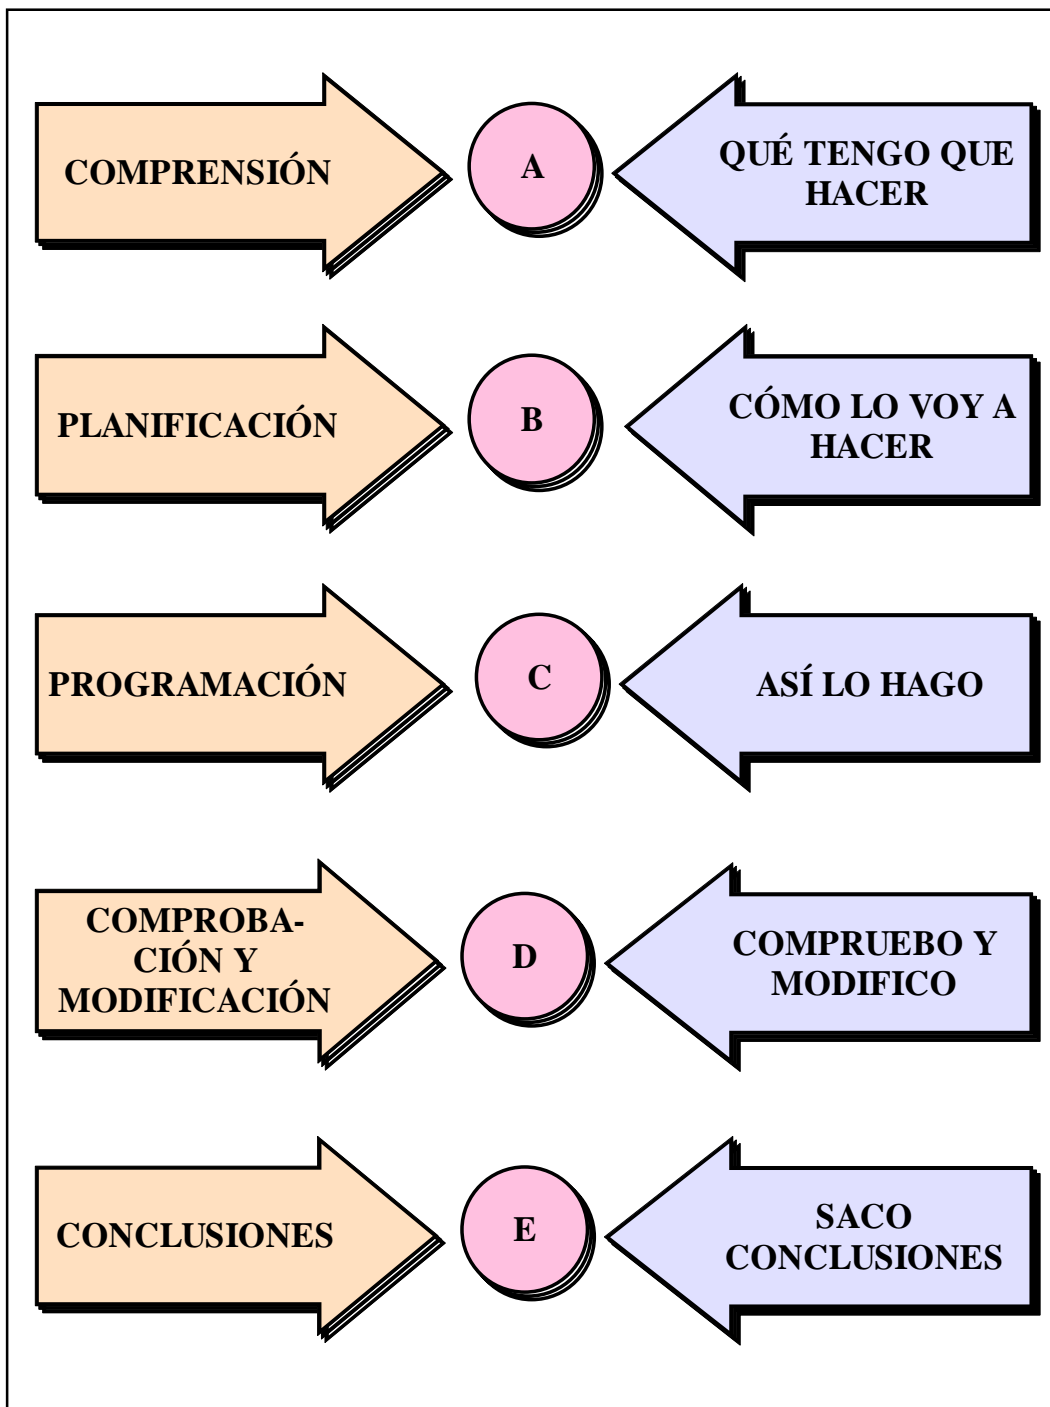 COMPRENSIÓN
A
QUÉ TENGO QUE
HACER
PLANIFICACIÓN
B
CÓMO LO VOY A
HACER
PROGRAMACIÓN
C
ASÍ LO HAGO
COMPROBA-
CIÓN Y
MODIFICACIÓN
D
COMPRUEBO Y
MODIFICO
CONCLUSIONES
E
SACO
CONCLUSIONES